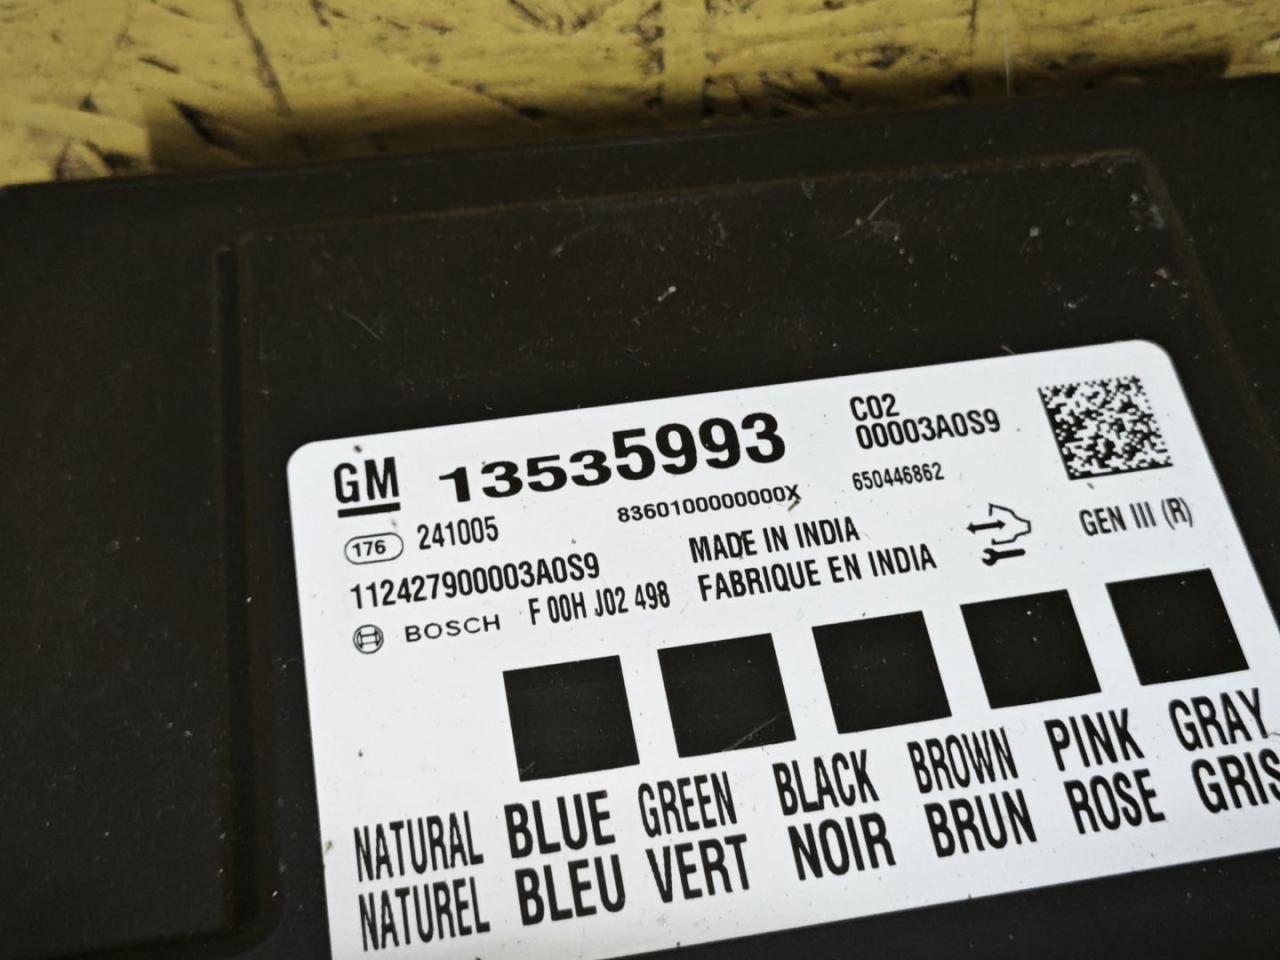 GM 13535993 C02
00003A0S9
176 241005 8360100000000X 650446862
112427900003A0S9 MADE IN INDIA GEN III (R)
BOSCH F 00H J02 498 FABRIQUE EN INDIA
NATURAL BLUE GREEN BLACK BROWN PINK GRAY
NATUREL BLEU VERT NOIR BRUN ROSE GRIS